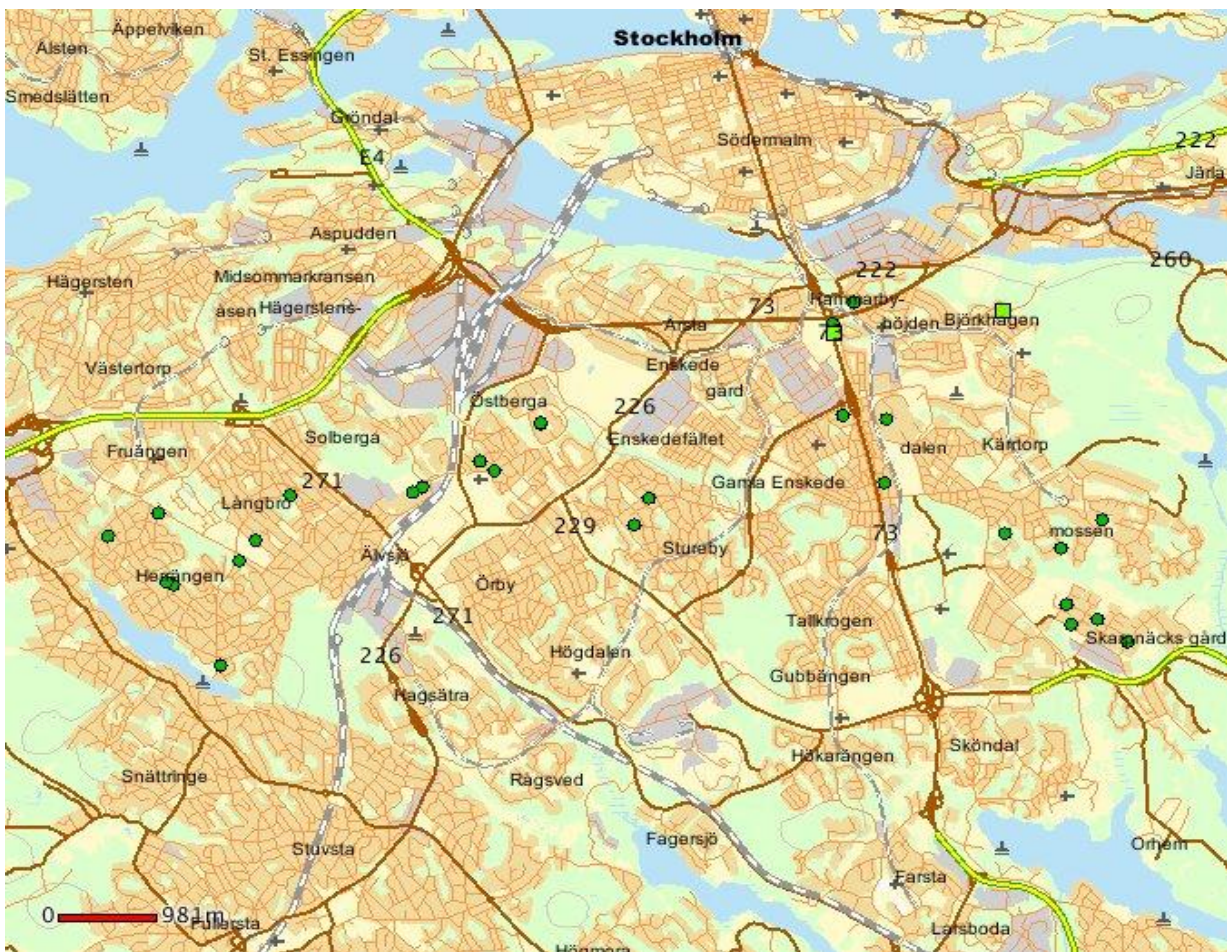 Äppelviken
Ålsten
St. Essingen
Stockholm
Smedslätten
Gröndal
Södermalm
222
E4
Järla
Aspudden
Hägersten
Midsommarkransen
222
260
åsen
Hägerstens-
73
Hammarby-
Årsta
höjden
Björkhagen
73
Enskede
Västertorp
gård
Östberga
226
Solberga
Enskedefältet
dalen
Kärrtorp
Fruängen
271
Gamla Enskede
Långbro
229
73
mossen
Älvsjö
Stureby
Herrängen
Örby
271
Tallkrogen
Skarpnäcks gård
226
Högdalen
Gubbängen
Hagsätra
Sköndal
Hökarängen
Snättringe
Rågsved
Stuvsta
Fagersjö
Orhem
Farsta
0
981m
Fullersta
Larsboda
Högmora